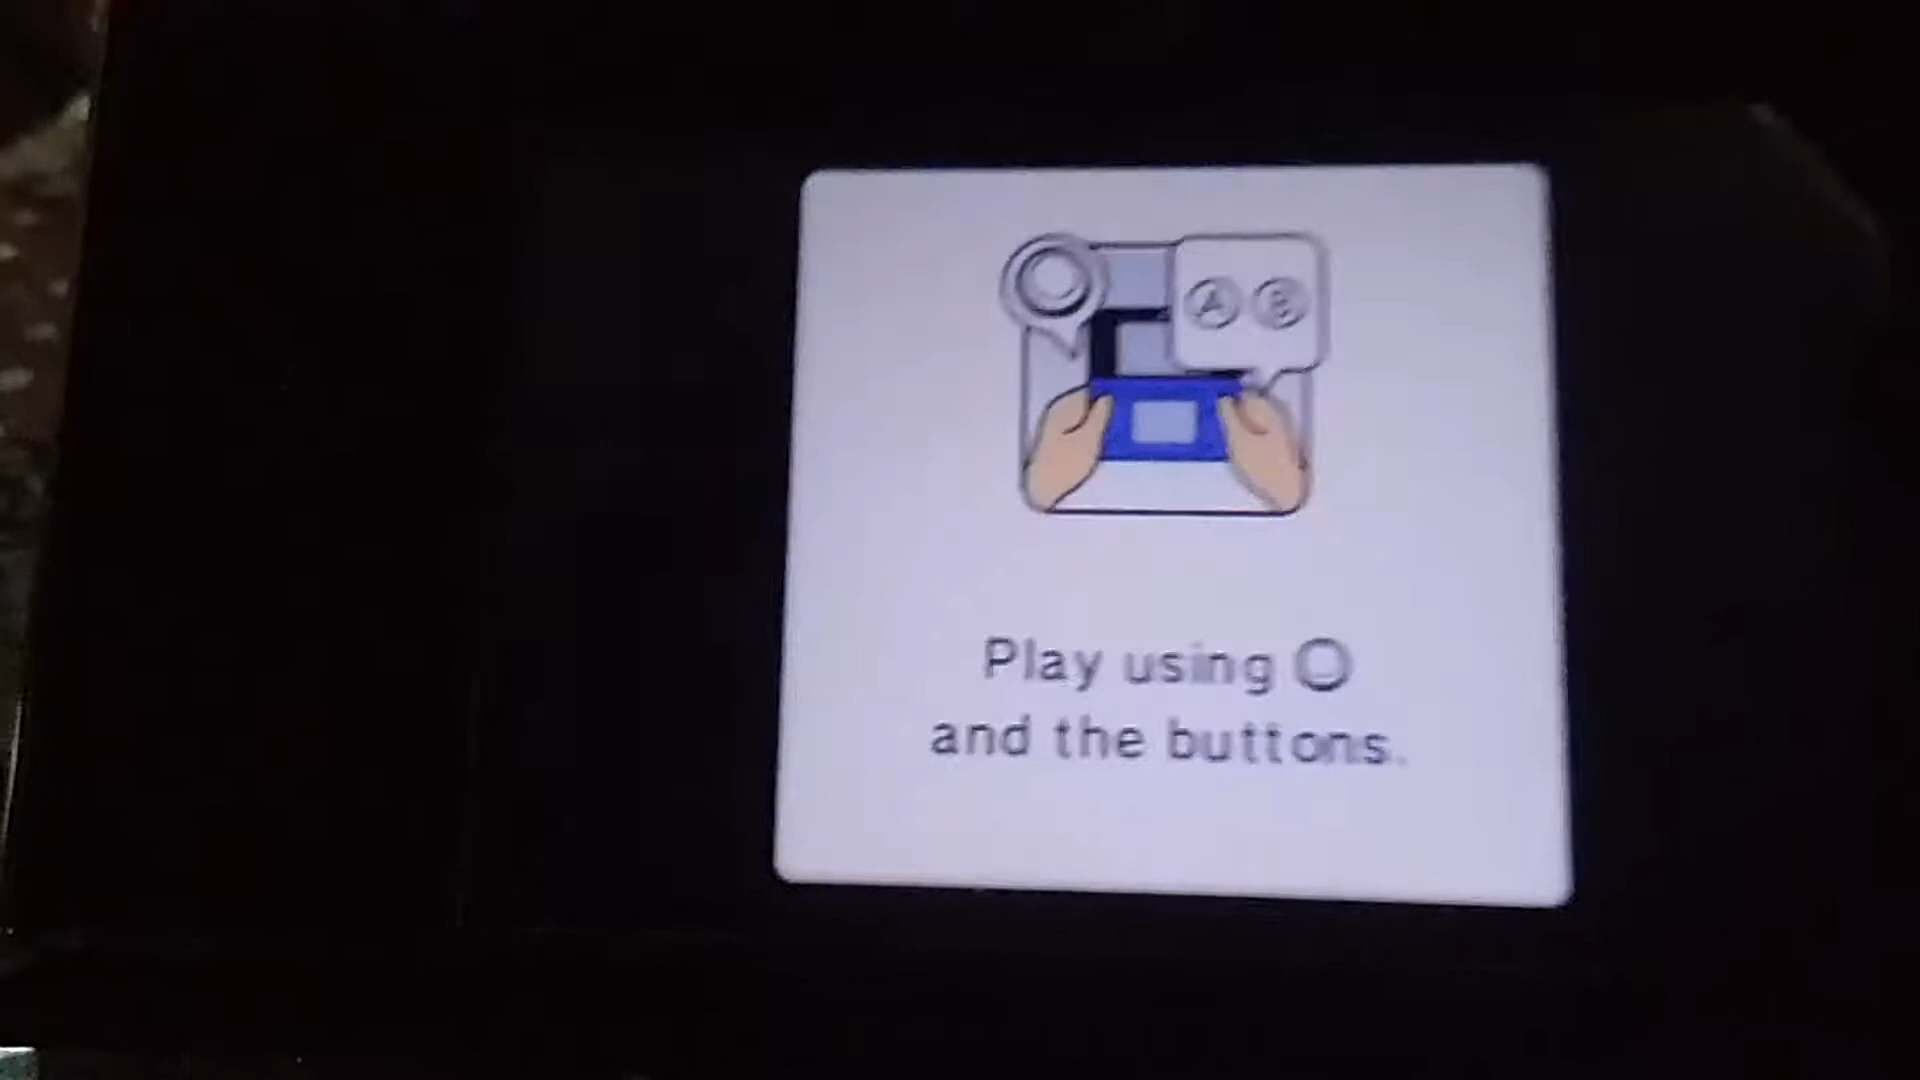 A B
Play using ○
and the buttons.